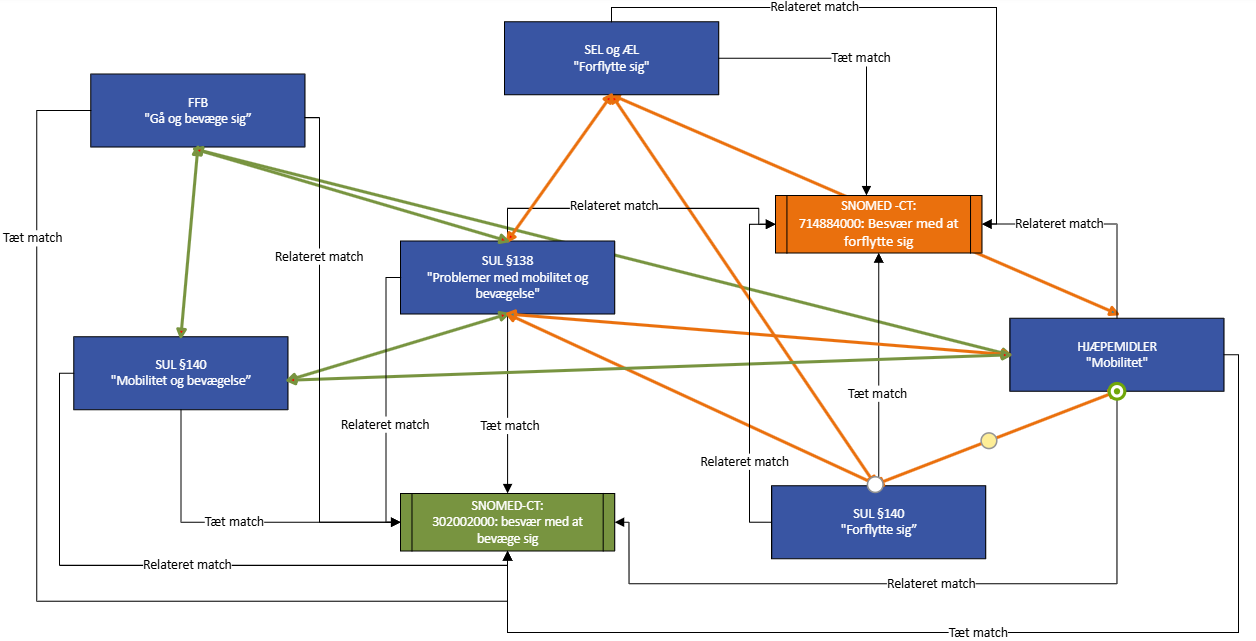 Relateret match
SEL og ÆL
"Forflytte sig"
Tæt match
FFB
"Gå og bevæge sig”
SNOMED -CT:
714884000: Besvær med at
forflytte sig
Relateret match
Relateret match
Tæt match
Relateret match
SUL §138
"Problemer med mobilitet og
bevægelse"
HJÆPEMIDLER
"Mobilitet"
SUL §140
"Mobilitet og bevægelse”
Tæt match
Relateret match
Tæt match
Relateret match
SNOMED-CT:
302002000: besvær med at
bevæge sig
SUL §140
"Forflytte sig”
Tæt match
Relateret match
Relateret match
Tæt match